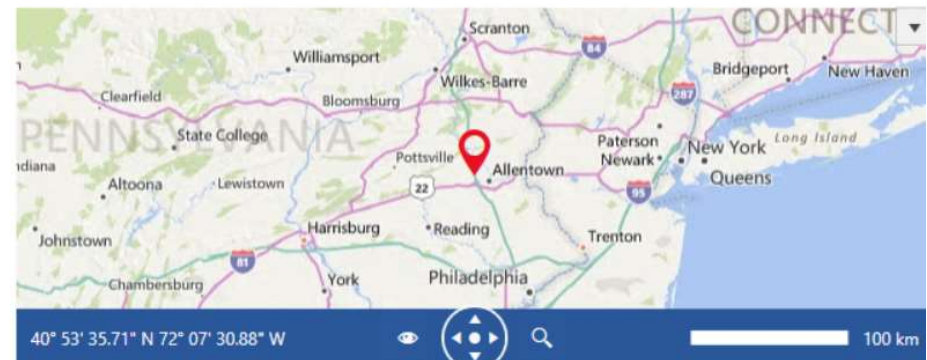 CONNECT
Scranton
84
Williamsport
Bridgeport
New Haven
Wilkes-Barre
287
Clearfield
Bloomsburg
PENNSYLVANIA
State College
Paterson
New York
Long Island
Pottsville
Newark
ndiana
Allentown
Queens
Altoona
Lewistown
22
95
Harrisburg
Reading
Trenton
Johnstown
81
Chambersburg
York
Philadelphia
40° 53' 35.71" N 72° 07' 30.88" W
100 km